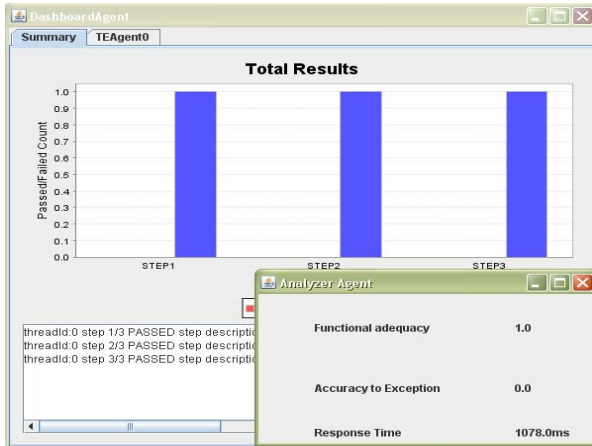 DashboardAgent
Summary TEAgent0
Total Results
Passed/Failed Count
1.0
0.9
0.8
0.7
0.6
0.5
0.4
0.3
0.2
0.1
0.0
STEP1 STEP2 STEP3
threadId:0 step 1/3 PASSED step descriptio
threadId:0 step 2/3 PASSED step descriptio
threadId:0 step 3/3 PASSED step descriptio
Analyzer Agent
Functional adequacy 1.0
Accuracy to Exception 0.0
Response Time 1078.0ms